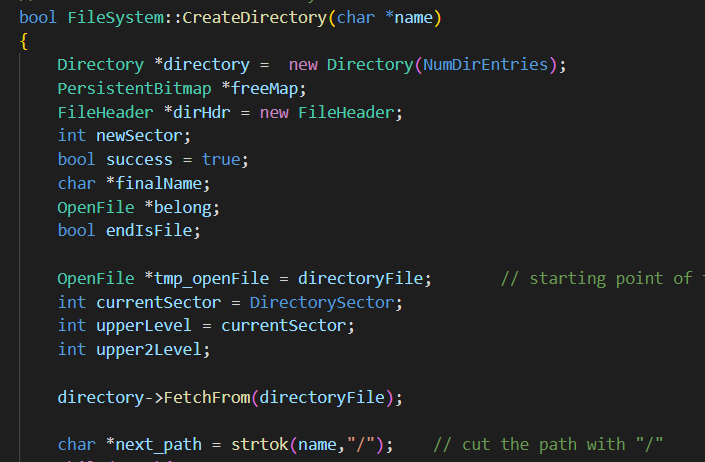 bool FileSystem::CreateDirectory(char *name)
{
    Directory *directory =  new Directory(NumDirEntries);
    PersistentBitmap *freeMap;
    FileHeader *dirHdr = new FileHeader;
    int newSector;
    bool success = true;
    char *finalName;
    OpenFile *belong;
    bool endIsFile;

    OpenFile *tmp_openFile = directoryFile;       // starting point of
    int currentSector = DirectorySector;
    int upperLevel = currentSector;
    int upper2Level;

    directory->FetchFrom(directoryFile);

    char *next_path = strtok(name,"/");    // cut the path with "/"